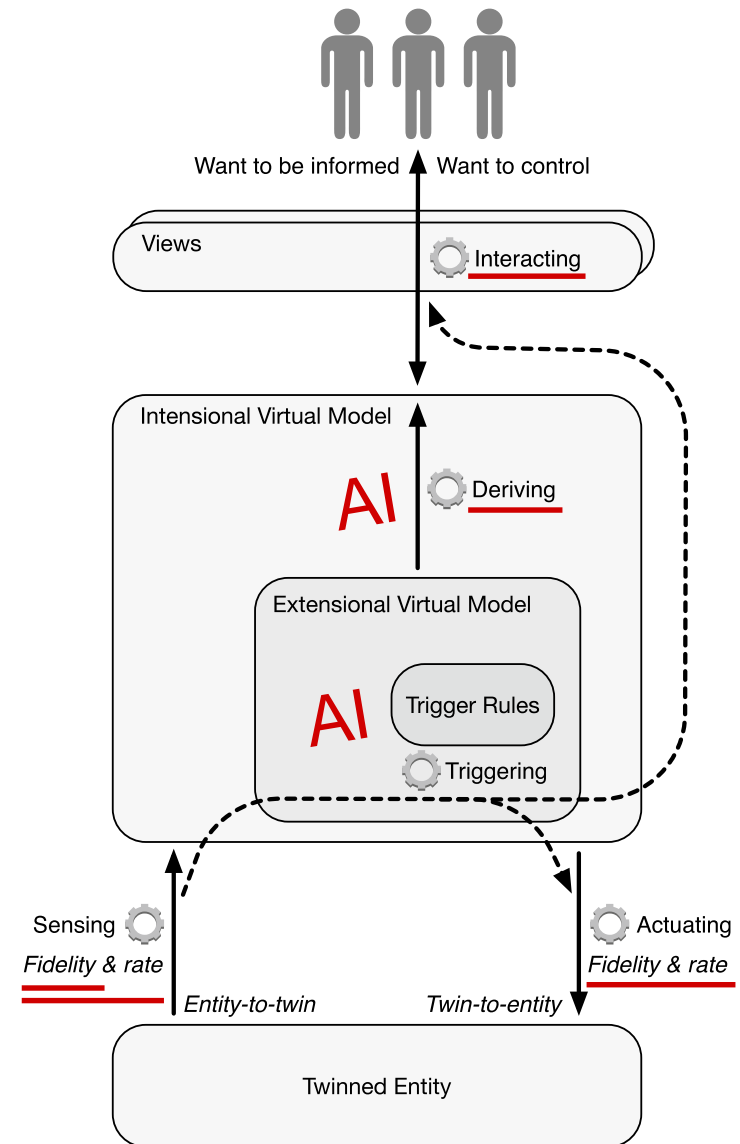 Want to be informed
Want to control
Views
Interacting
Intensional Virtual Model
AI
Deriving
Extensional Virtual Model
AI
Trigger Rules
Triggering
Sensing
Actuating
Fidelity & rate
Fidelity & rate
Entity-to-twin
Twin-to-entity
Twinned Entity